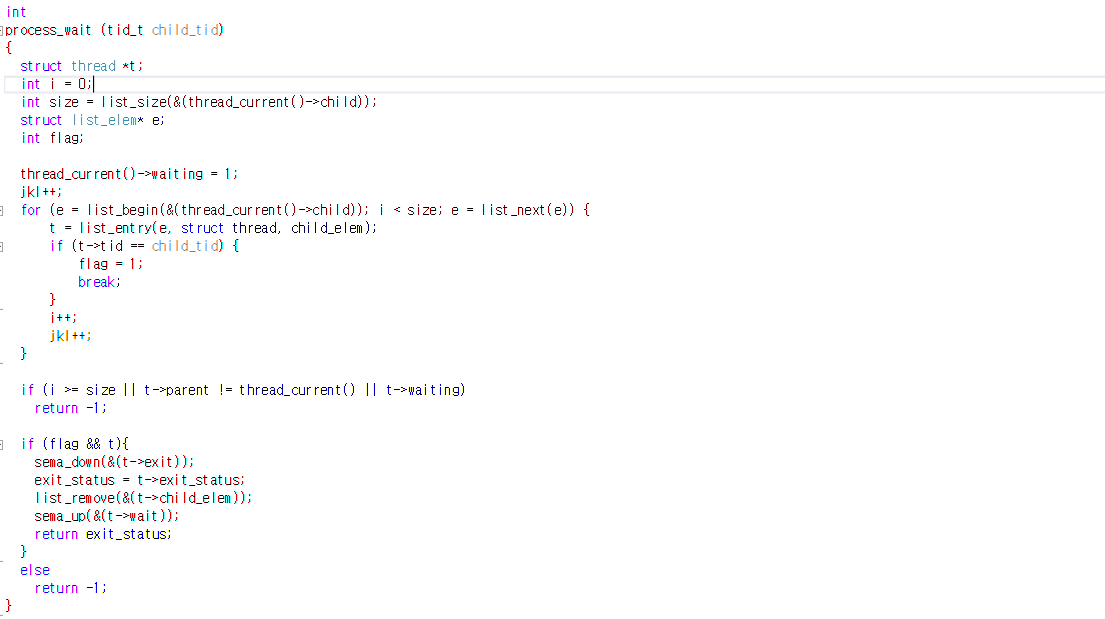 int
process_wait (tid_t child_tid)
{
struct thread *t;
int i = 0;
int size = list_size(&(thread_current()->child));
struct list_elem* e;
int flag;
thread_current()->waiting = 1;
jkl++;
for (e = list_begin(&(thread_current()->child)); i < size; e = list_next(e)) {
t = list_entry(e, struct thread, child_elem);
if (t->tid == child_tid) {
flag = 1;
break;
}
i++;
jkl++;
}
if (i >= size || t->parent != thread_current() || t->waiting)
return -1;
if (flag && t){
sema_down(&(t->exit));
exit_status = t->exit_status;
list_remove(&(t->child_elem));
sema_up(&(t->wait));
return exit_status;
}
else
return -1;
}